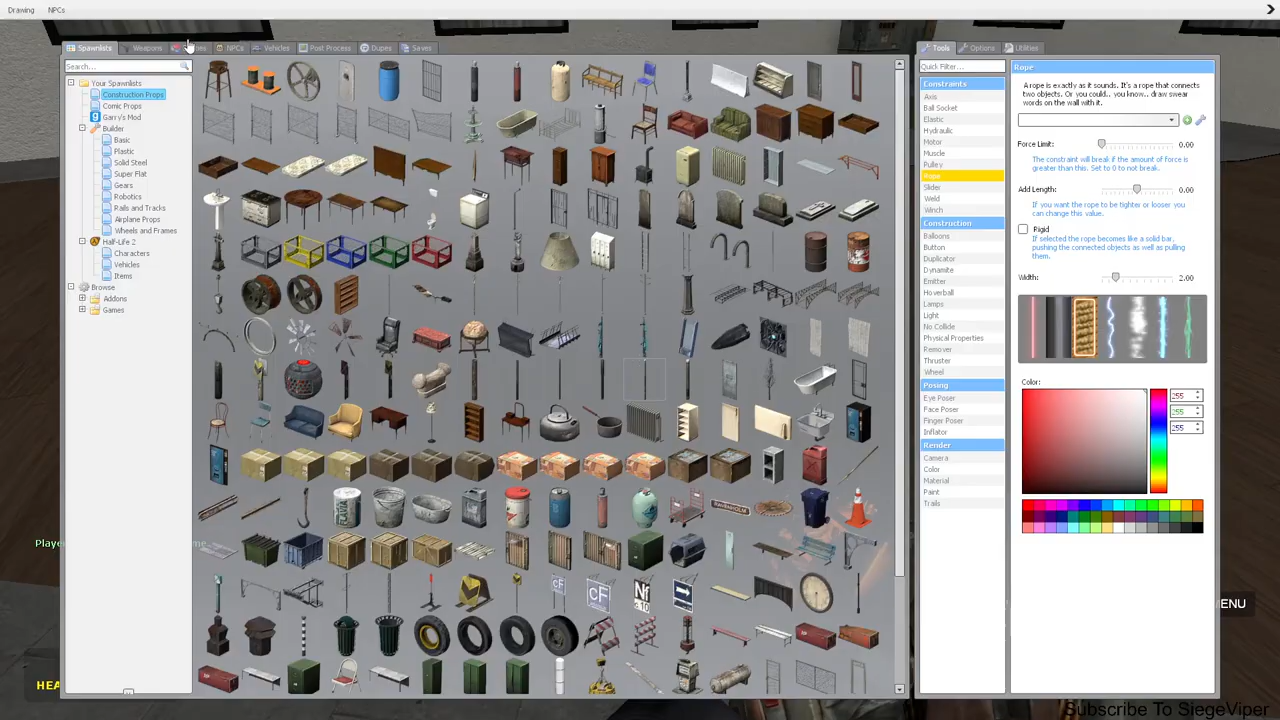 Drawing NPCs
Spawnlists Weapons NPCs Vehicles Post Process Dupes Saves
Search...
Your Spawnlists
Construction Props
Comic Props
Garry's Mod
Builder
Basic
Plastic
Solid Steel
Super Flat
Gears
Robotics
Rails and Tracks
Airplane Props
Wheels and Frames
Half-Life 2
Characters
Vehicles
Items
Browse
Addons
Games
RAVENHOLM
CF
CF
Nf
Playe
me
HEA
Tools Options Utilities
Quick Filter...
Constraints
Axis
Ball Socket
Elastic
Hydraulic
Motor
Muscle
Pulley
Rope
Slider
Weld
Winch
Construction
Balloons
Button
Duplicator
Dynamite
Emitter
Hoverball
Lamps
Light
No Collide
Physical Properties
Remover
Thruster
Wheel
Posing
Eye Poser
Face Poser
Finger Poser
Inflator
Render
Camera
Color
Material
Paint
Trails
Rope
A rope is exactly as it sounds. It's a rope that connects
two objects. Or you could.. you know.. draw swear
words on the wall with it.
Force Limit: 0.00
The constraint will break if the amount of force is
greater than this. Set to 0 to not break.
Add Length: 0.00
If you want the rope to be tighter or looser you
can change this value.
Rigid
If selected the rope becomes like a solid bar,
pushing the connected objects as well as pulling
them.
Width: 2.00
Color:
255
255
255
ENU
Subscribe To SiegeViper